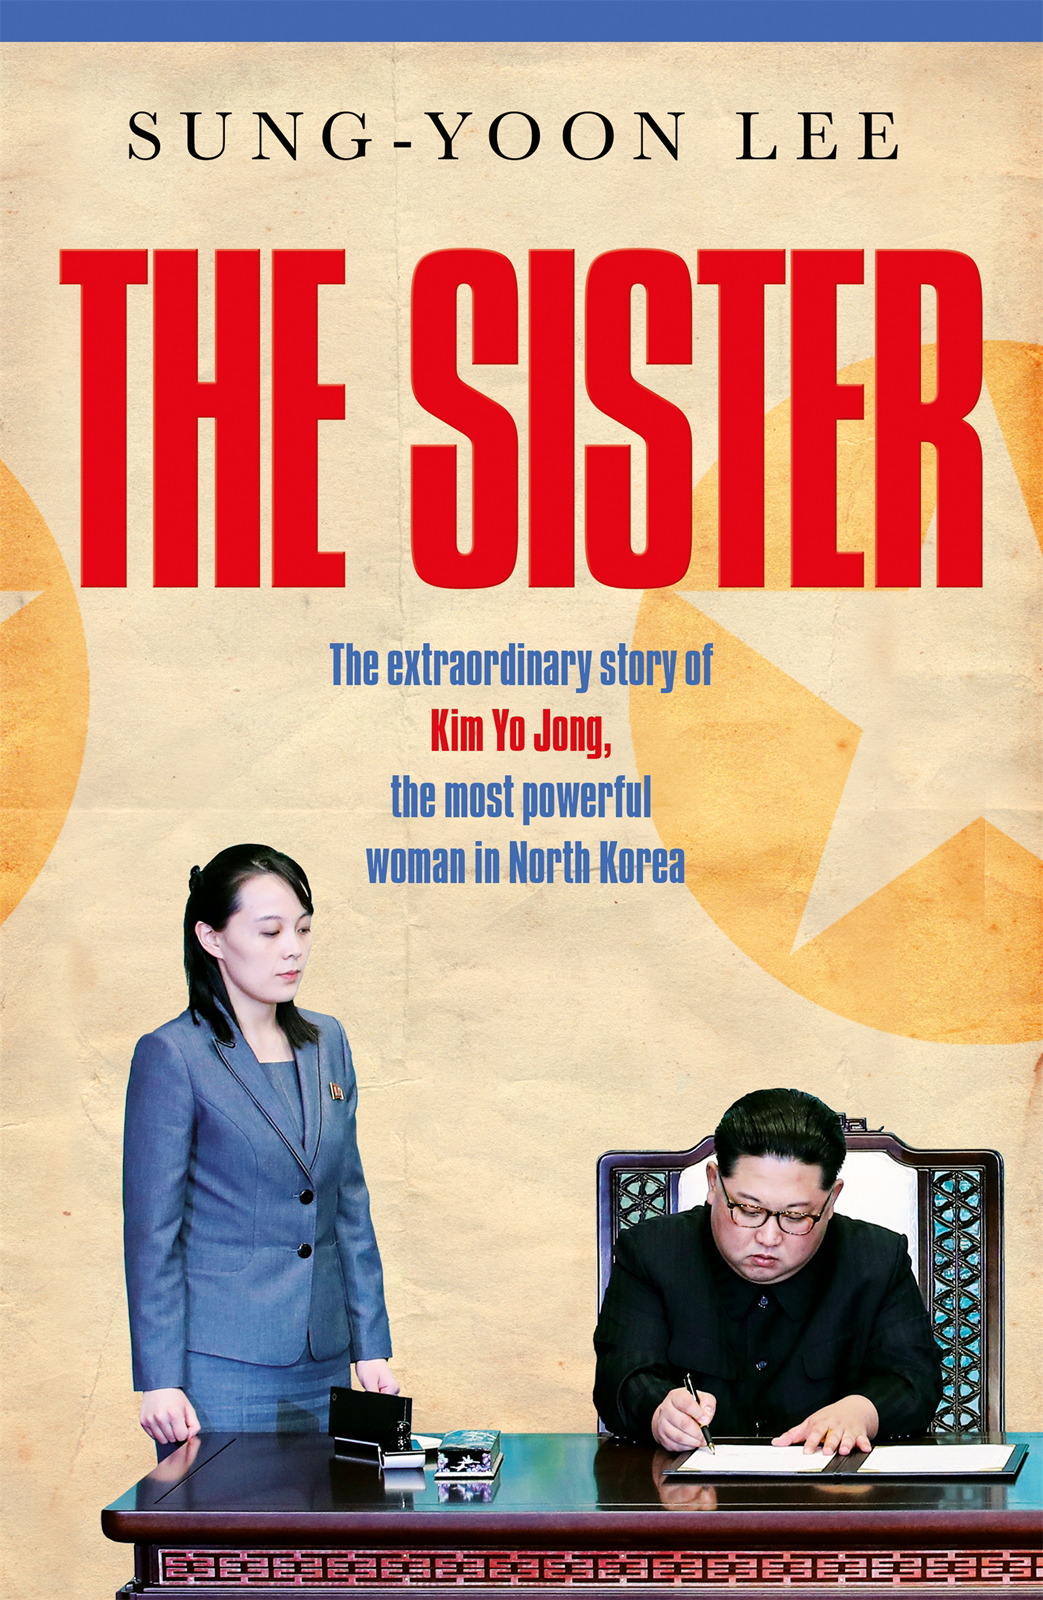 SUNG-YOON LEE
THE SISTER
The extraordinary story of
Kim Yo Jong,
the most powerful
woman in North Korea